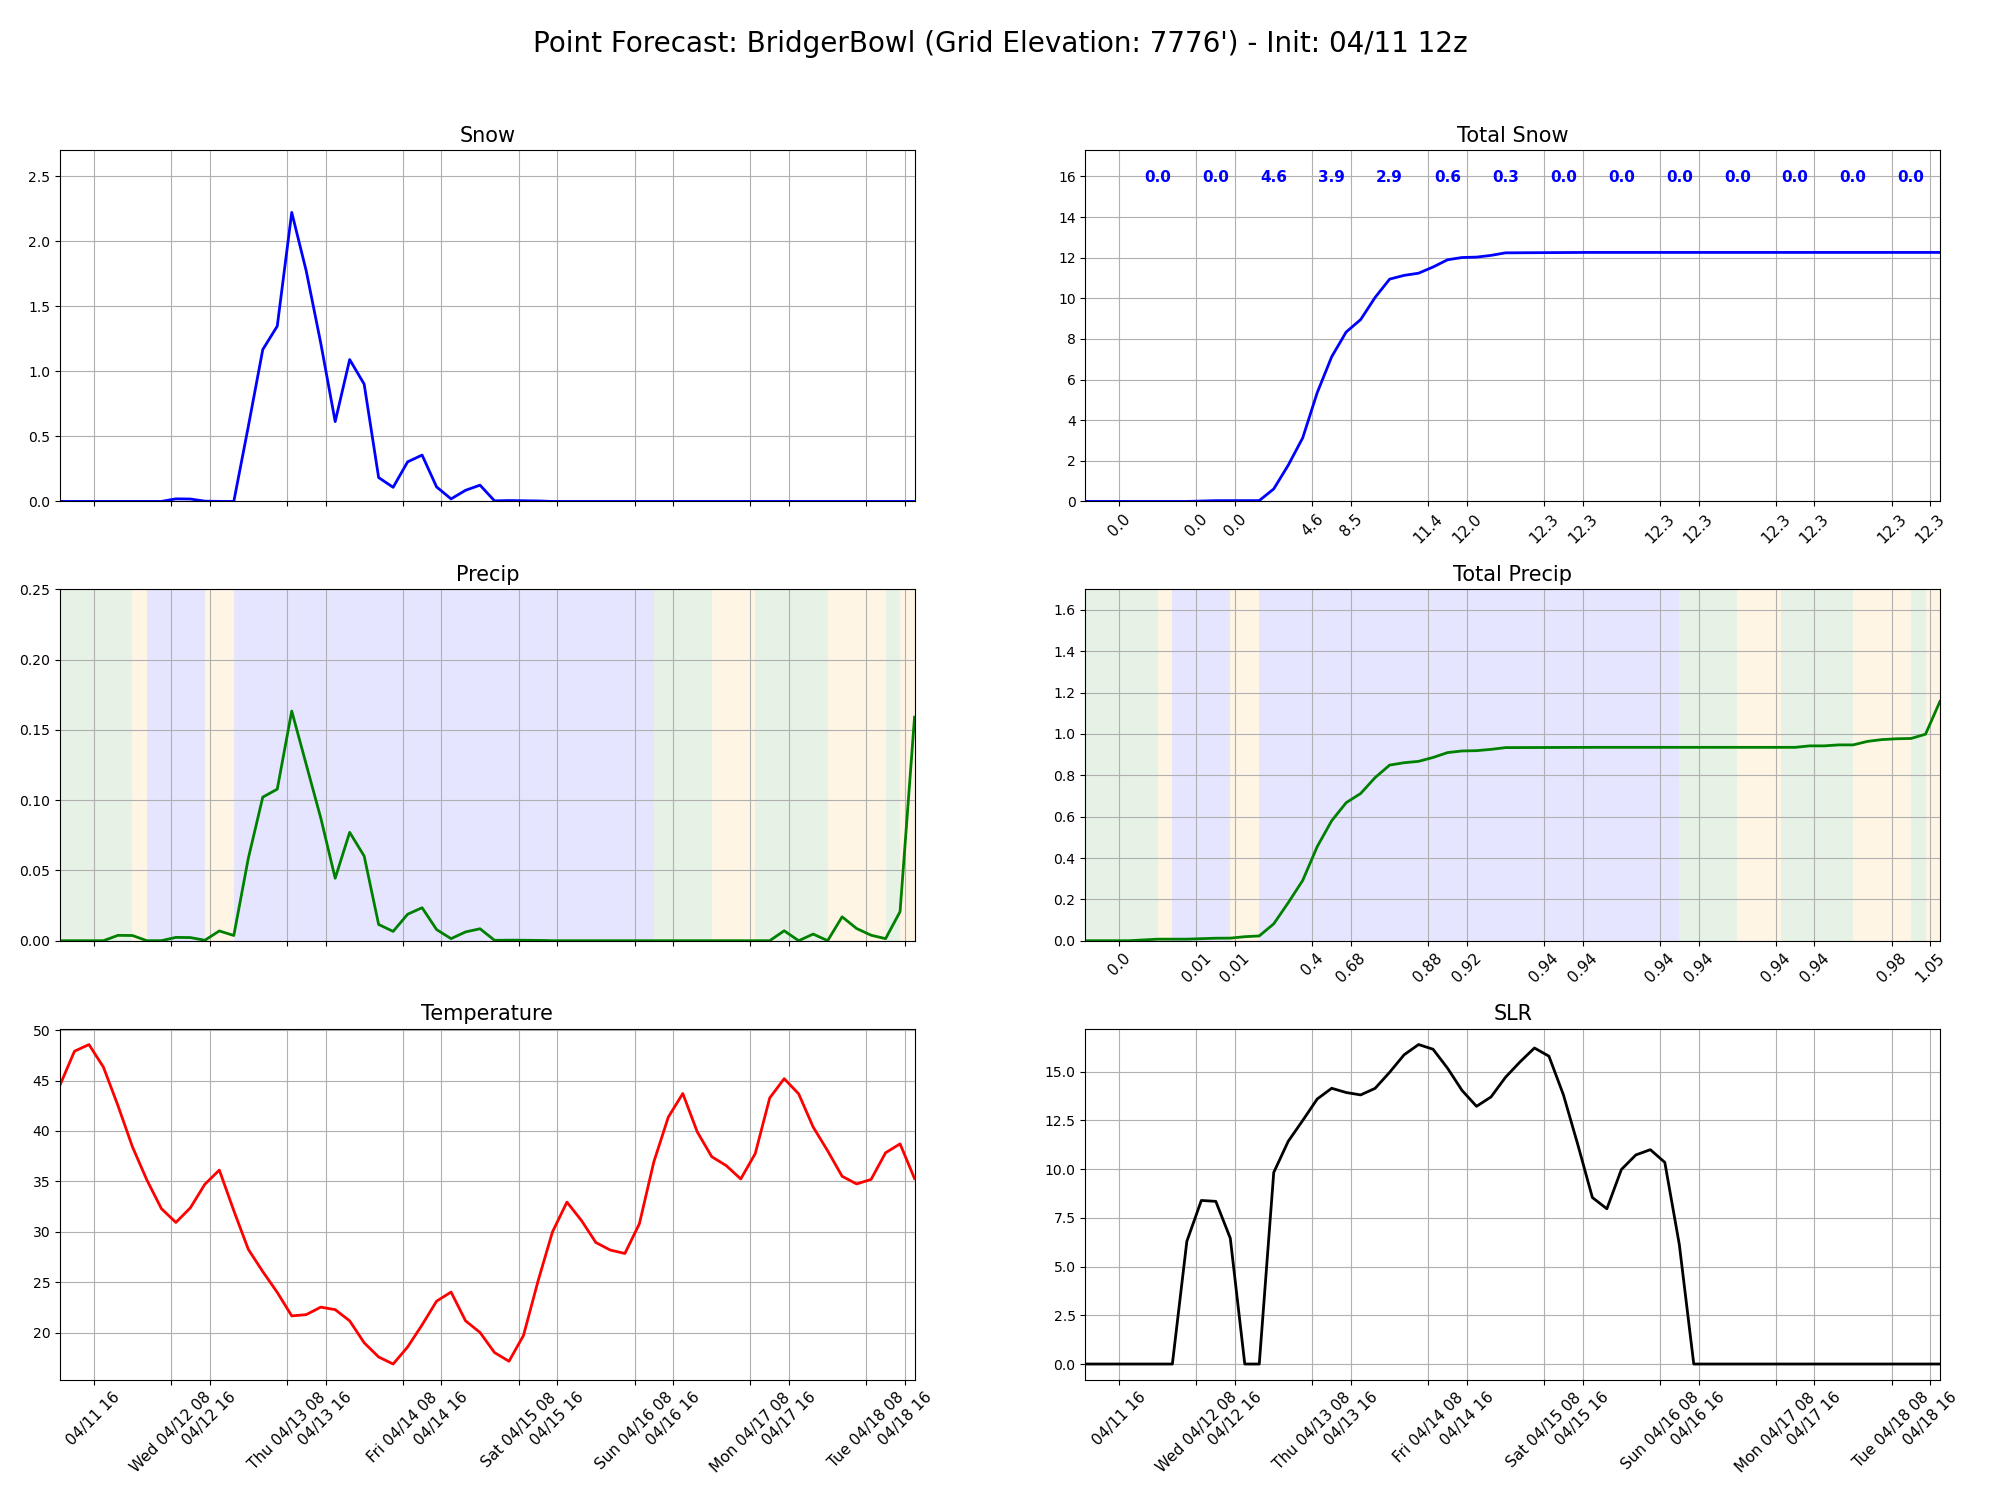 Point Forecast: BridgerBowl (Grid Elevation: 7776') - Init: 04/11 12z
Snow
2.5
2.0
1.5
1.0
0.5
0.0
Total Snow
16
14
12
10
8
6
4
2
0
0.0 0.0 4.6 3.9 2.9 0.6 0.3 0.0 0.0 0.0 0.0 0.0 0.0 0.0
0.0 0.0 0.0 4.6 8.5 11.4 12.0 12.3 12.3 12.3 12.3 12.3 12.3 12.3 12.3
Precip
0.25
0.20
0.15
0.10
0.05
0.00
Total Precip
1.6
1.4
1.2
1.0
0.8
0.6
0.4
0.2
0.0
0.0 0.01 0.01 0.4 0.68 0.88 0.92 0.94 0.94 0.94 0.94 0.94 0.94 0.98 1.05
Temperature
50
45
40
35
30
25
20
04/11 16
Wed 04/12 08
04/12 16
Thu 04/13 08
04/13 16
Fri 04/14 08
04/14 16
Sat 04/15 08
04/15 16
Sun 04/16 08
04/16 16
Mon 04/17 08
04/17 16
Tue 04/18 08
04/18 16
SLR
15.0
12.5
10.0
7.5
5.0
2.5
0.0
04/11 16
Wed 04/12 08
04/12 16
Thu 04/13 08
04/13 16
Fri 04/14 08
04/14 16
Sat 04/15 08
04/15 16
Sun 04/16 08
04/16 16
Mon 04/17 08
04/17 16
Tue 04/18 08
04/18 16